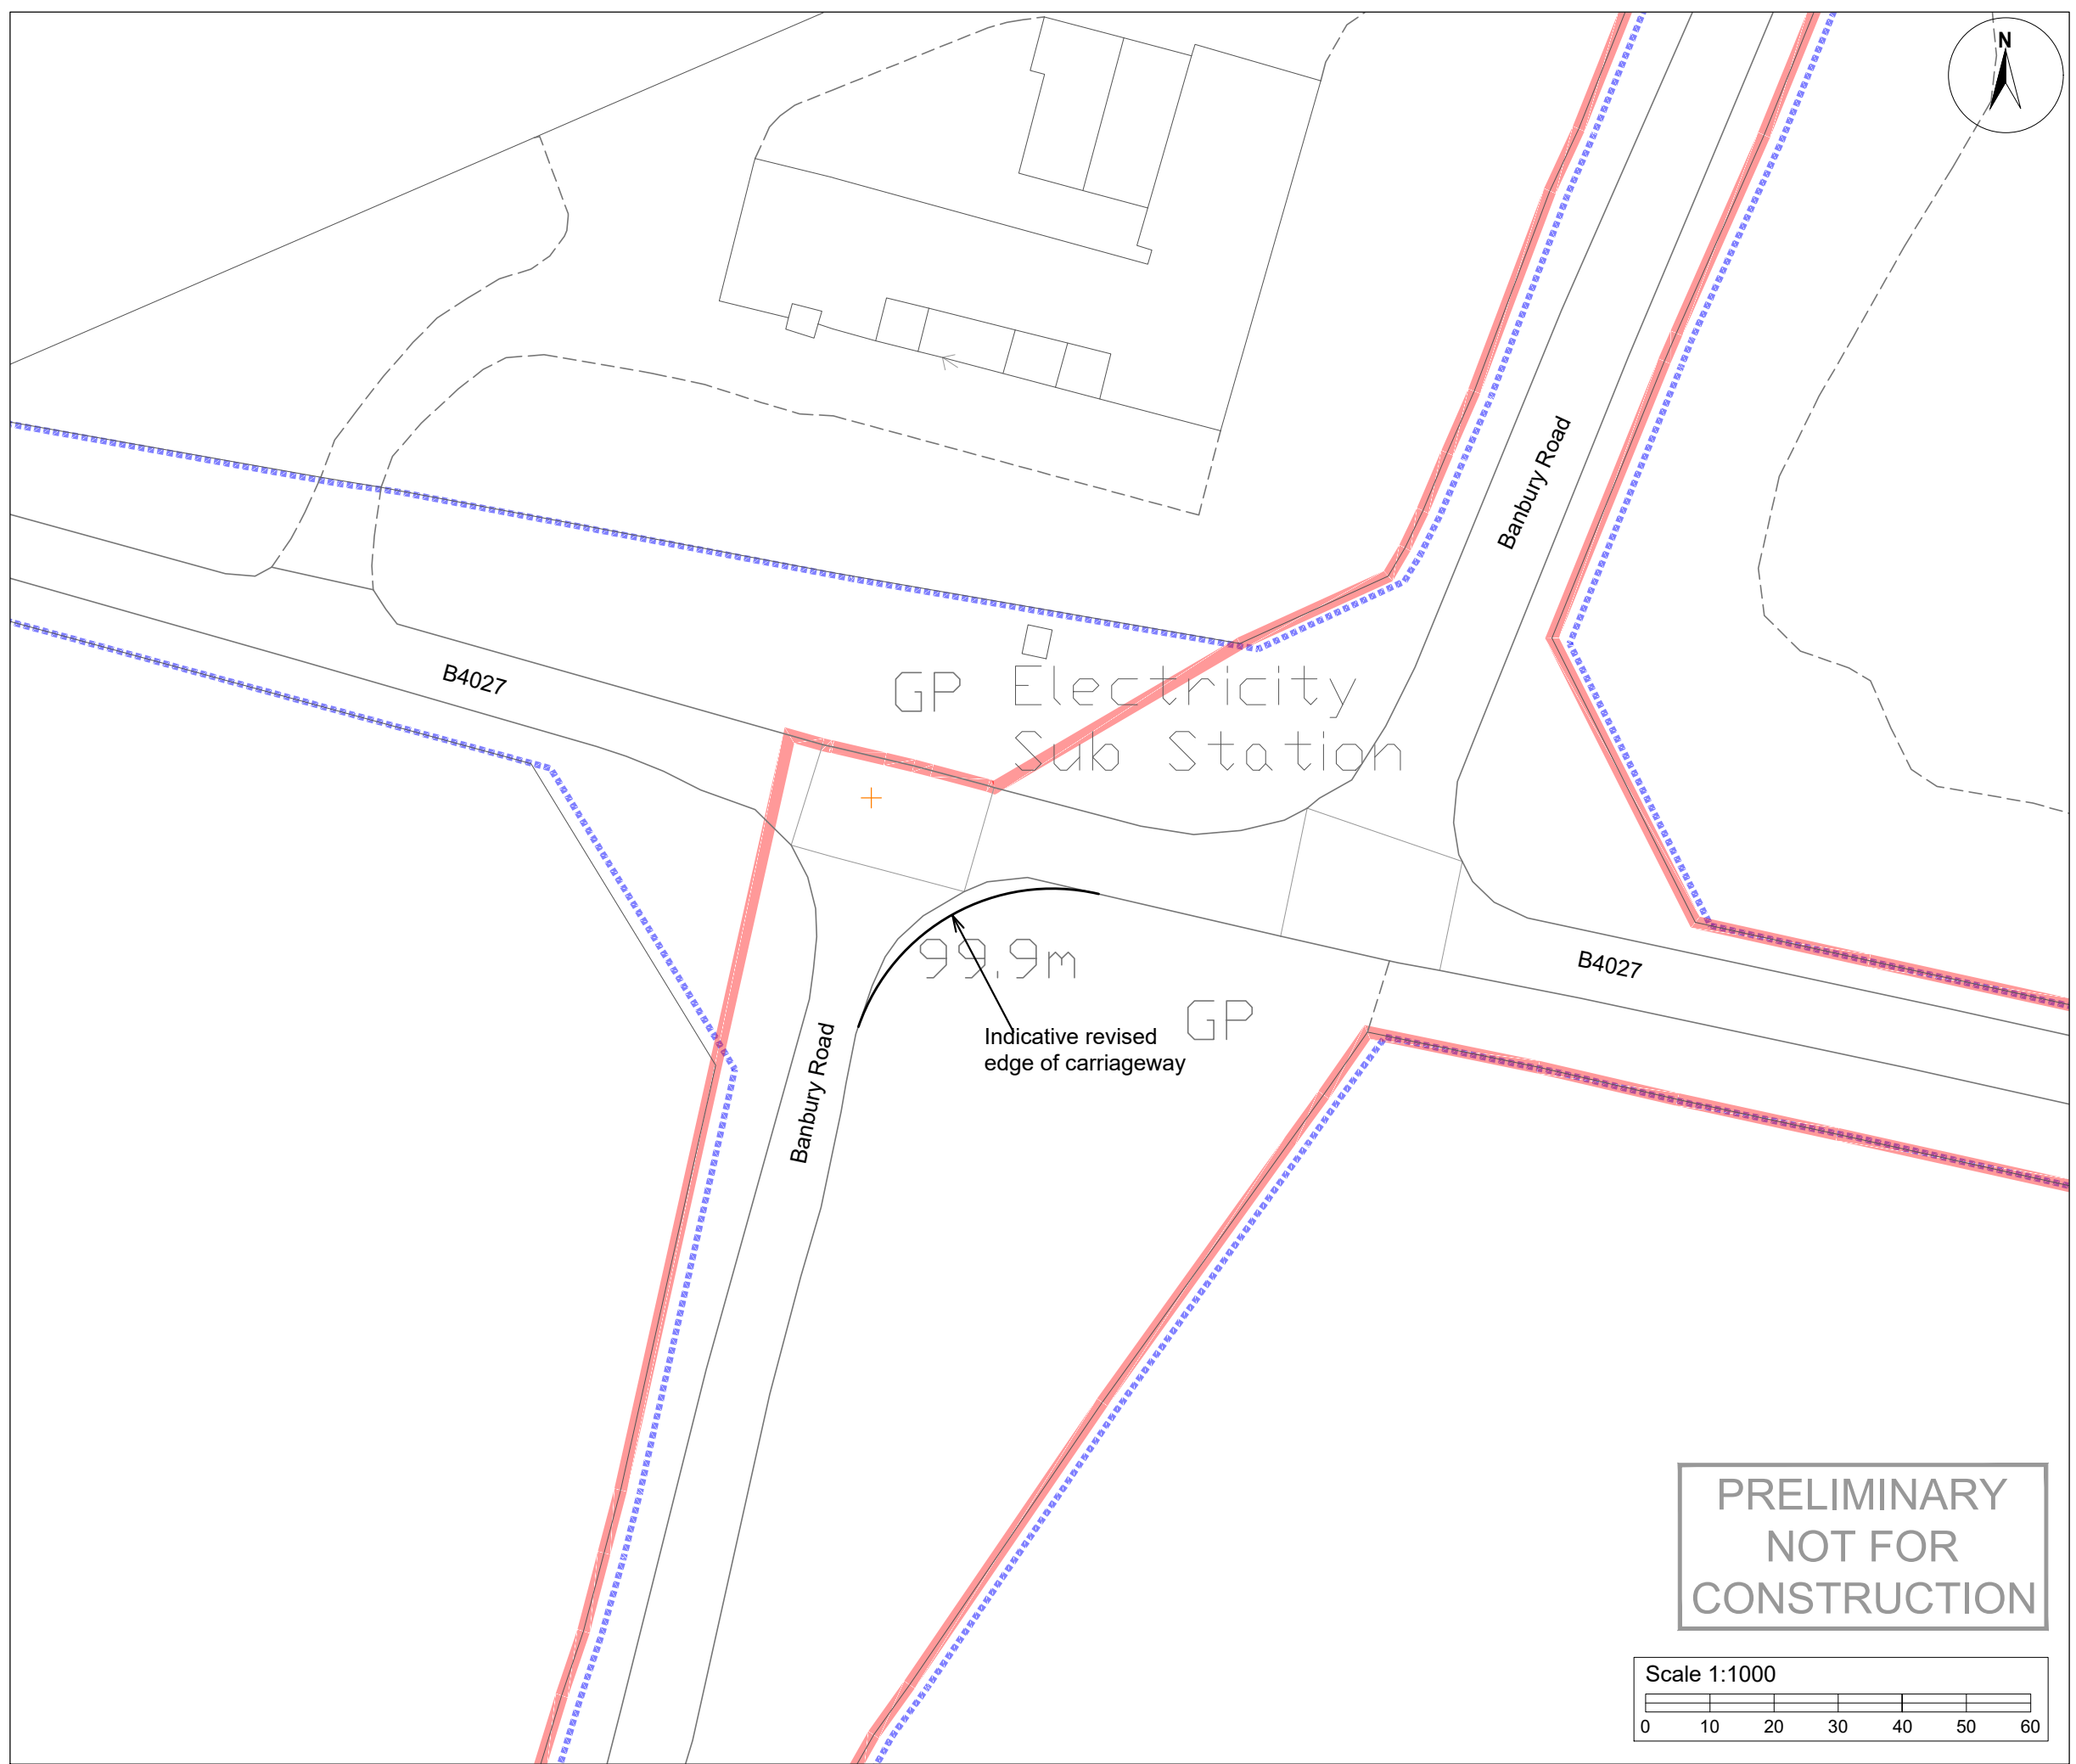 N
Banbury Road
B4027
GP
Electricity
Sub Station
99.9m
B4027
GP
Indicative revised
edge of carriageway
Banbury Road
PRELIMINARY
NOT FOR
CONSTRUCTION
Scale 1:1000
0 10 20 30 40 50 60